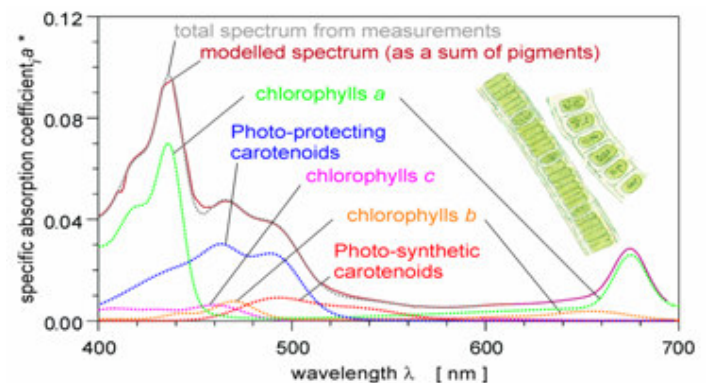 0.12
total spectrum from measurements
modelled spectrum (as a sum of pigments)
chlorophylls a
Photo-protecting
carotenoids
chlorophylls c
chlorophylls b
Photo-synthetic
carotenoids
0.08
0.04
0.00
400
500
600
700
wavelength λ [ nm ]
specific absorption coefficient, a *